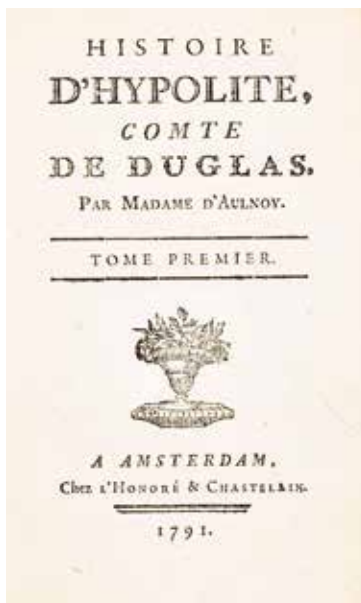 HISTOIRE
D'HYPOLITE,
COMTE
DE DUGLAS.
PAR MADAME D'AULNOY.
TOME PREMIER.
A AMSTERDAM,
Chez L'HONORÉ & CHASTELAIN.
1791.